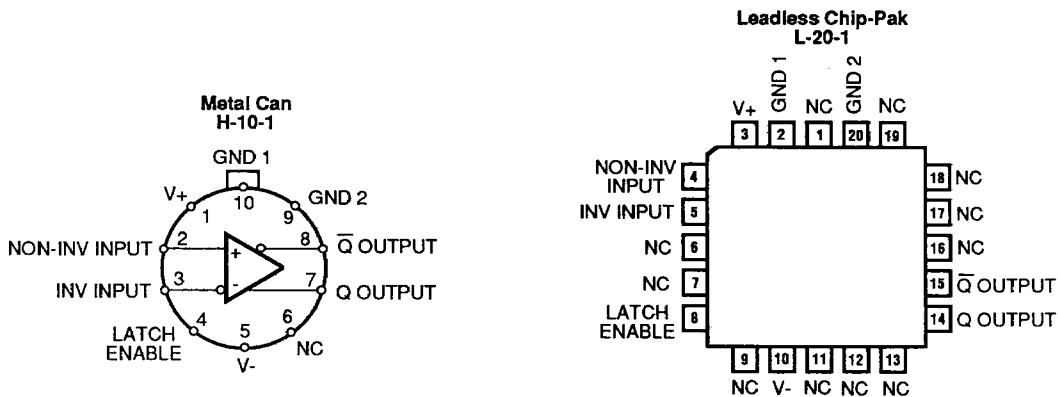 Metal Can
H-10-1
GND 1
V+
10
GND 2
1
9
NON-INV INPUT
2
+
8
Q̅ OUTPUT
INV INPUT
3
-
7
Q OUTPUT
LATCH
ENABLE
4
5
6
NC
V-
Leadless Chip-Pak
L-20-1
V+
GND 1
NC
GND 2
NC
3
2
1
20
19
NON-INV
INPUT
4
18
NC
INV INPUT
5
17
NC
NC
6
16
NC
NC
7
15
Q̅ OUTPUT
LATCH
ENABLE
8
14
Q OUTPUT
9
10
11
12
13
NC
V-
NC
NC
NC